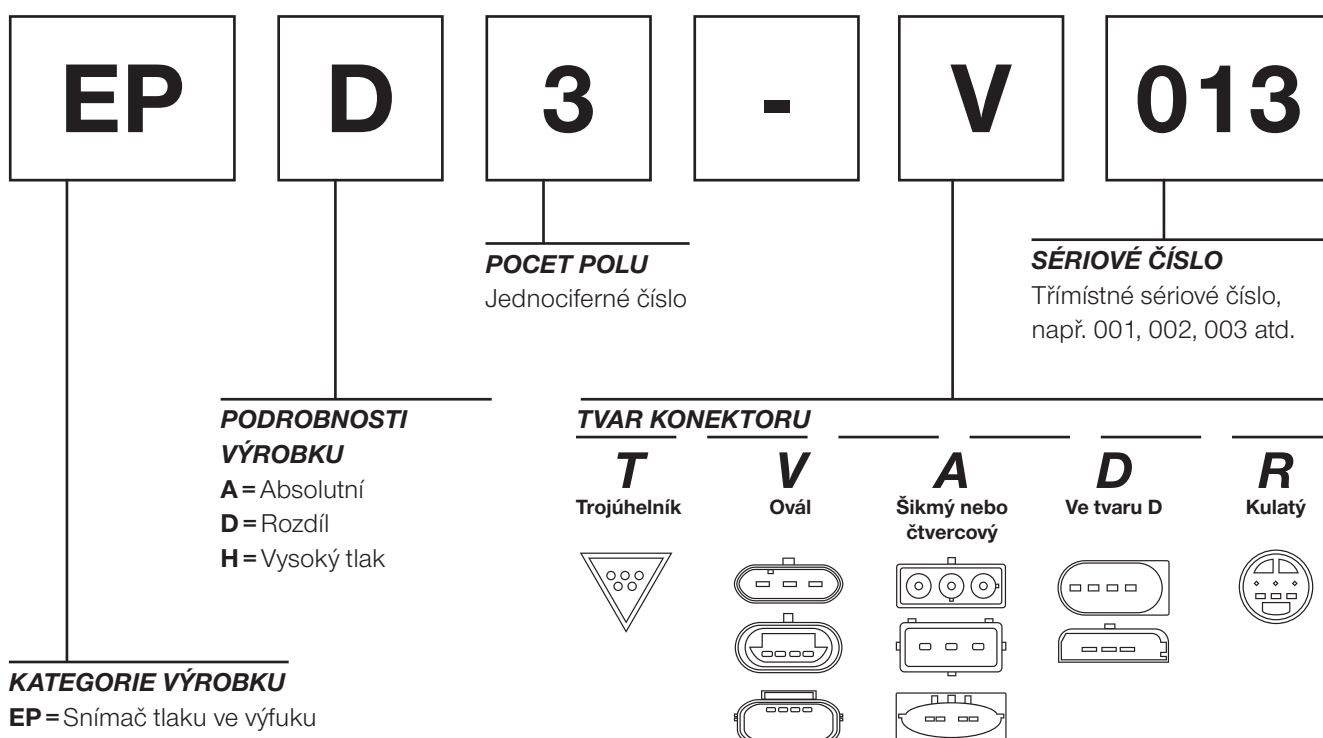 EP D 3 - V 013
POCET POLU
Jednociferné číslo
SÉRIOVÉ ČÍSLO
Třímístné sériové číslo,
např. 001, 002, 003 atd.
PODROBNOSTI
VÝROBKU
A = Absolutní
D = Rozdíl
H = Vysoký tlak
TVAR KONEKTORU
T V A D R
Trojúhelník Ovál Šikmý nebo Ve tvaru D Kulatý
čtvercový
KATEGORIE VÝROBKU
EP = Snímač tlaku ve výfuku